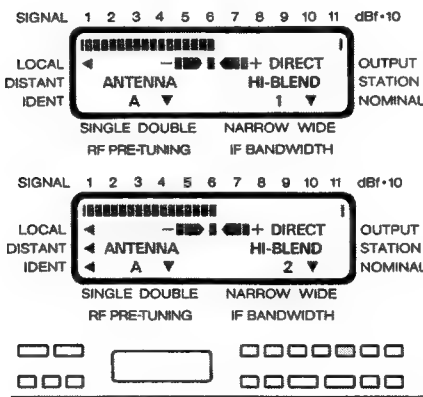 SIGNAL 1 2 3 4 5 6 7 8 9 10 11 dBf•10
LOCAL − + DIRECT OUTPUT
DISTANT ANTENNA HI-BLEND STATION
IDENT A 1 NOMINAL
SINGLE DOUBLE NARROW WIDE
RF PRE-TUNING IF BANDWIDTH
SIGNAL 1 2 3 4 5 6 7 8 9 10 11 dBf•10
LOCAL − + DIRECT OUTPUT
DISTANT ANTENNA HI-BLEND STATION
IDENT A 2 NOMINAL
SINGLE DOUBLE NARROW WIDE
RF PRE-TUNING IF BANDWIDTH